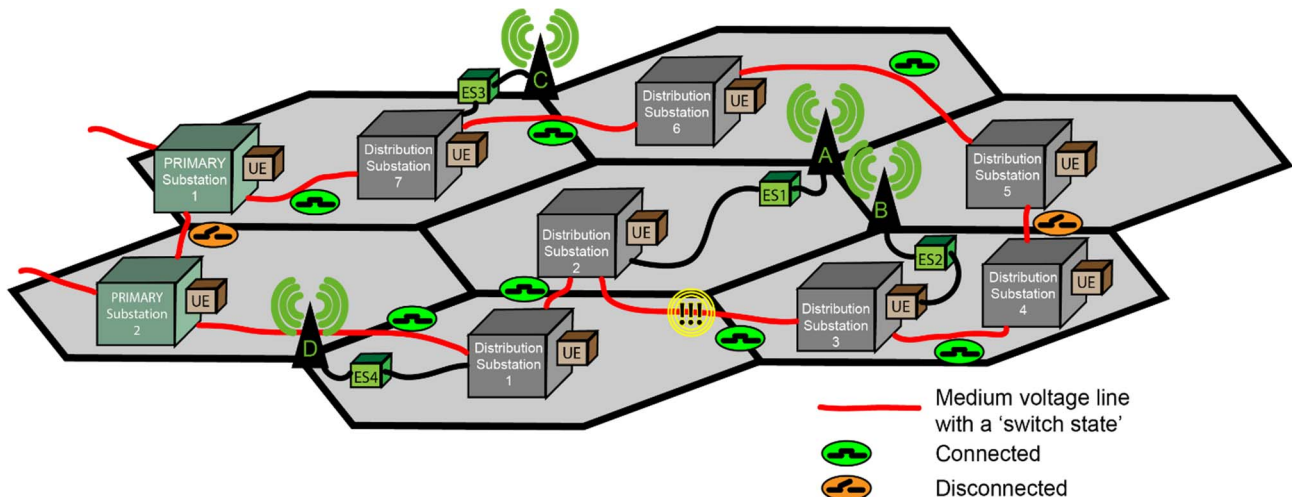 C
ES3
Distribution
Substation
6
UE
PRIMARY
Substation
1
UE
Distribution
Substation
7
UE
A
B
Distribution
Substation
5
UE
ES1
Distribution
Substation
2
UE
ES2
PRIMARY
Substation
2
UE
D
ES4
Distribution
Substation
1
UE
!!!
Distribution
Substation
3
UE
Distribution
Substation
4
UE
Medium voltage line
with a 'switch state'
Connected
Disconnected